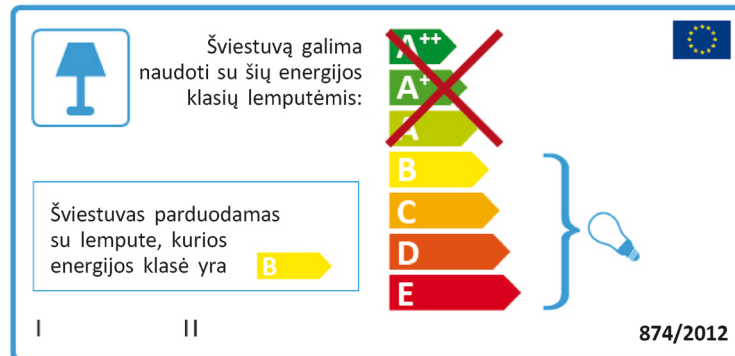 Šviestuvą galima
naudoti su šių energijos
klasių lemputėmis:
A++
A+
A
B
C
D
E
Šviestuvas parduodamas
su lempute, kurios
energijos klasė yra B
I II
874/2012